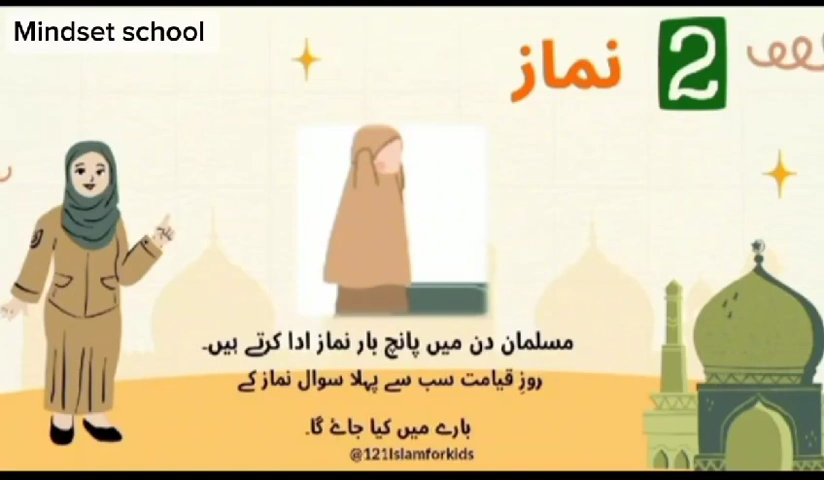 Mindset school
2 نماز
مسلمان دن میں پانچ بار نماز ادا کرتے ہیں۔
روزِ قیامت سب سے پہلا سوال نماز کے
بارے میں کیا جائے گا۔
@121Islamforkids